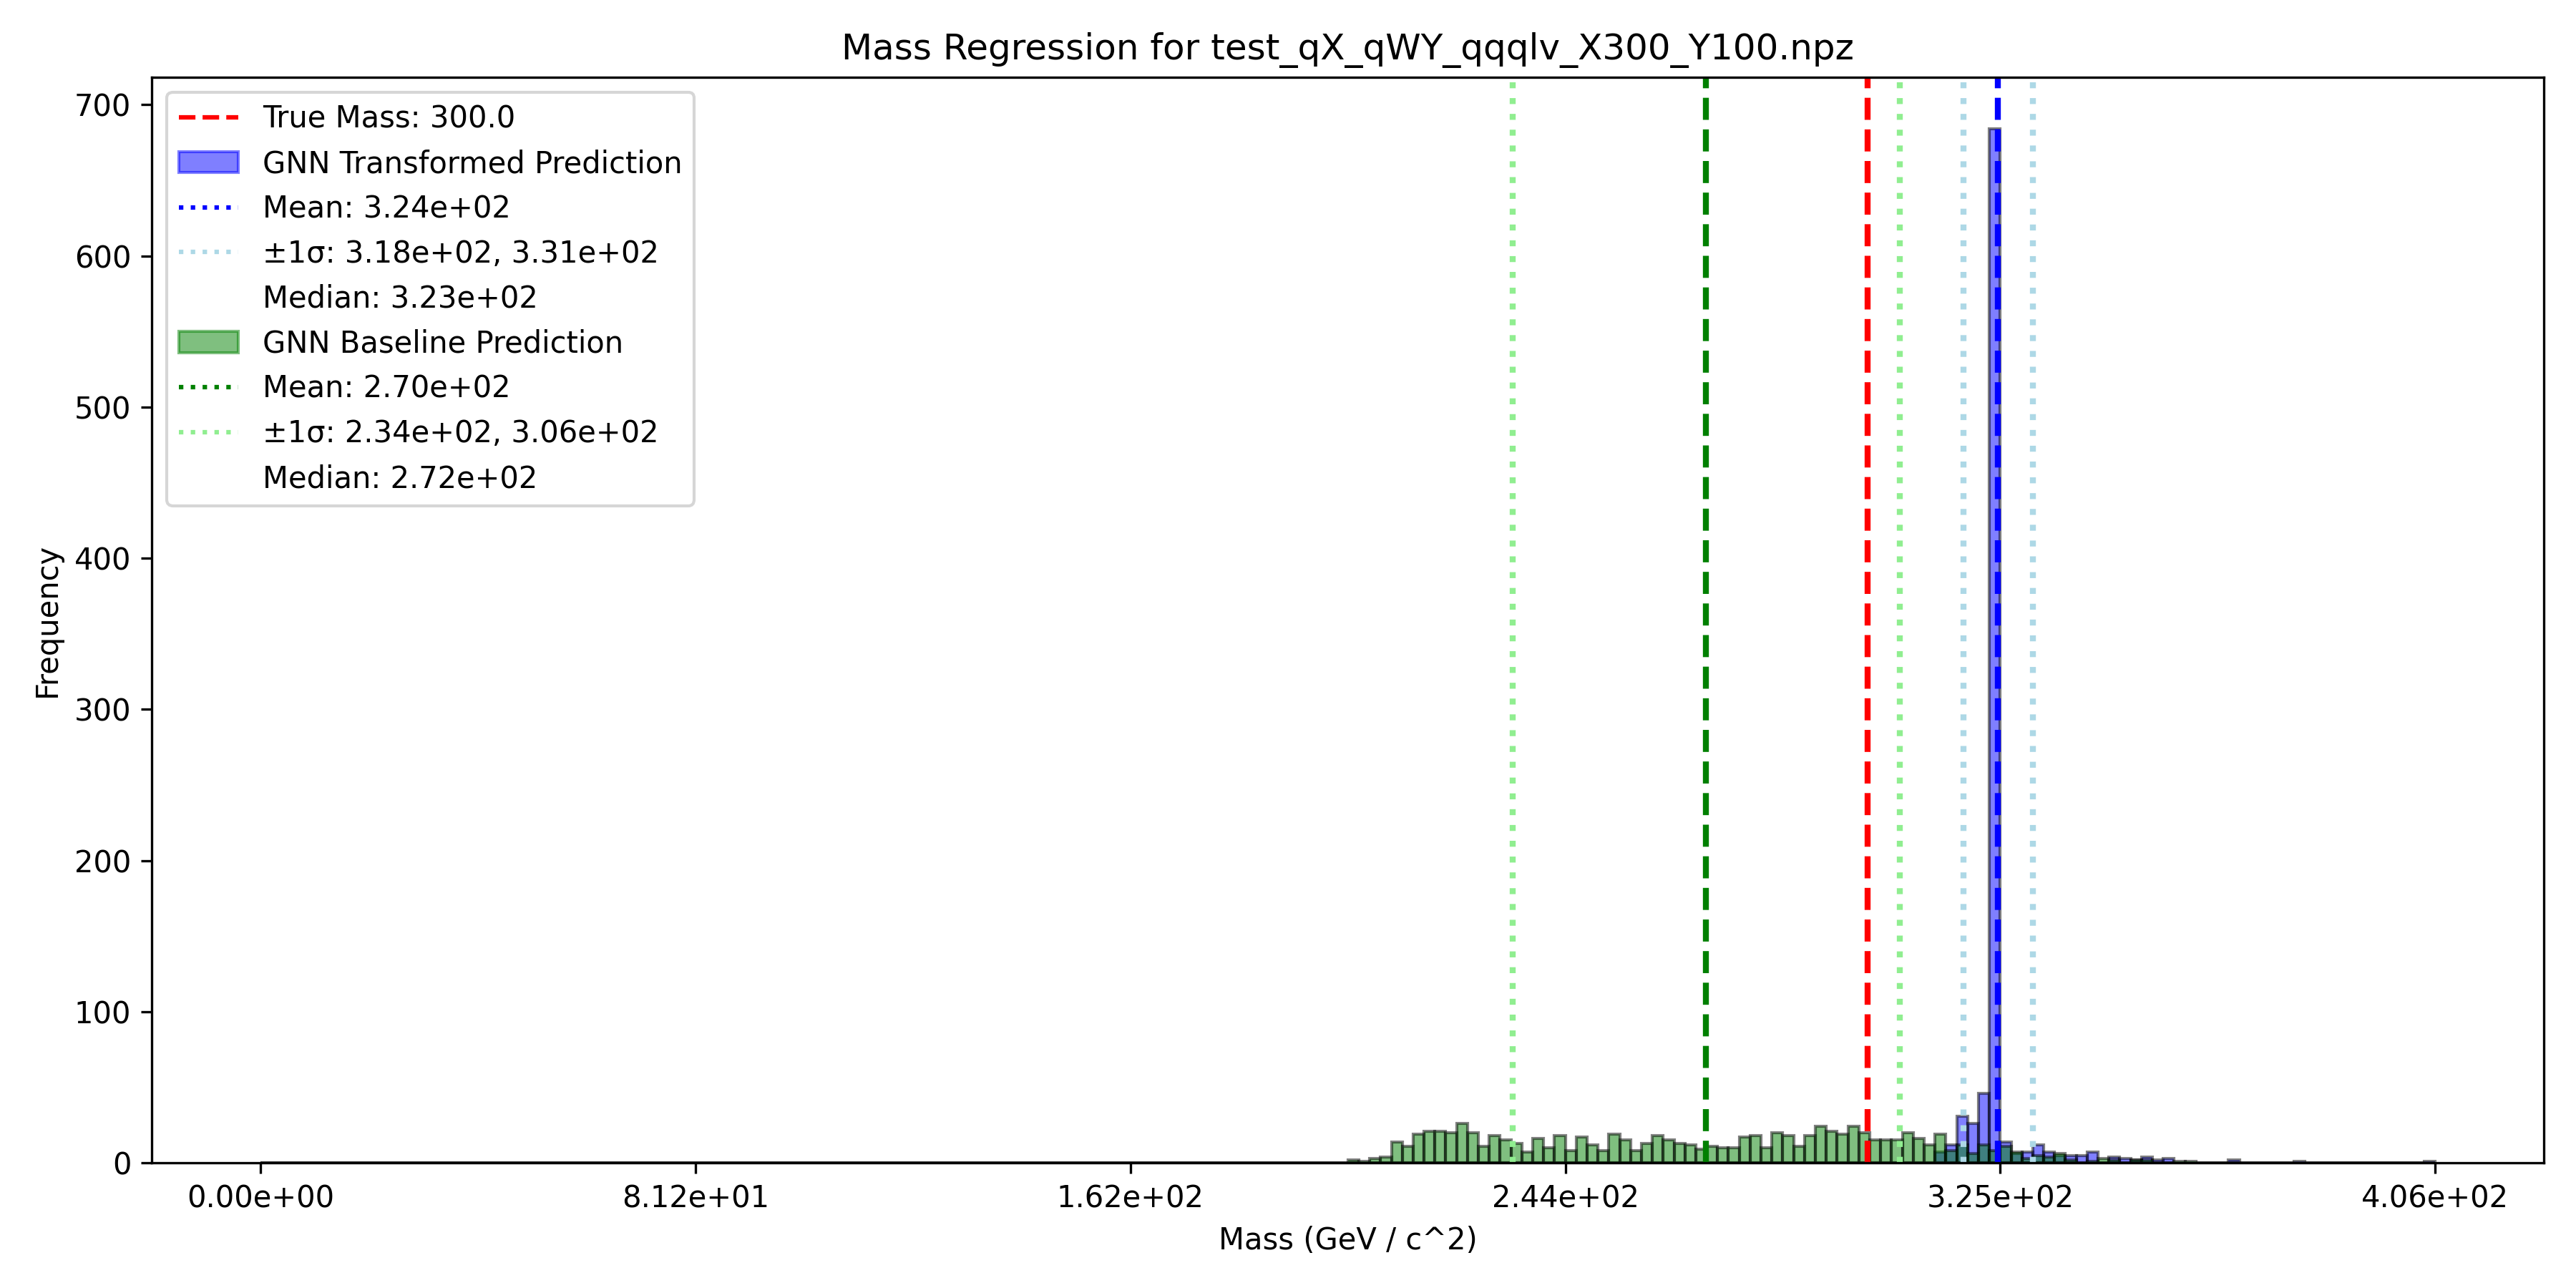 Mass Regression for test_qX_qWY_qqqlv_X300_Y100.npz
True Mass: 300.0
GNN Transformed Prediction
Mean: 3.24e+02
±1σ: 3.18e+02, 3.31e+02
Median: 3.23e+02
GNN Baseline Prediction
Mean: 2.70e+02
±1σ: 2.34e+02, 3.06e+02
Median: 2.72e+02
Frequency
700
600
500
400
300
200
100
0
0.00e+00 8.12e+01 1.62e+02 2.44e+02 3.25e+02 4.06e+02
Mass (GeV / c^2)